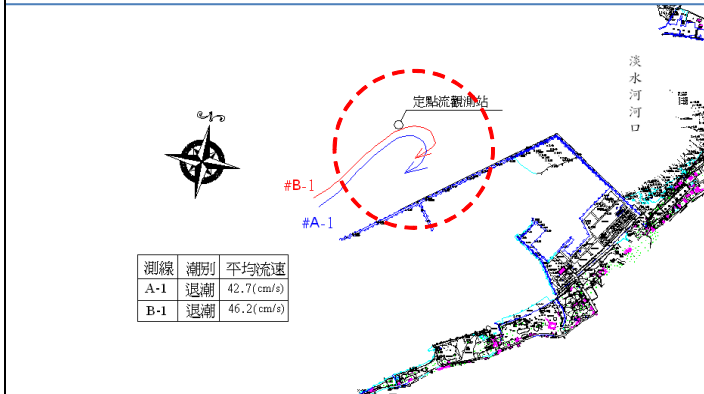 淡水河河口
定點流觀測站
#B-1
#A-1
測線 潮別 平均流速
A-1 退潮 42.7(cm/s)
B-1 退潮 46.2(cm/s)